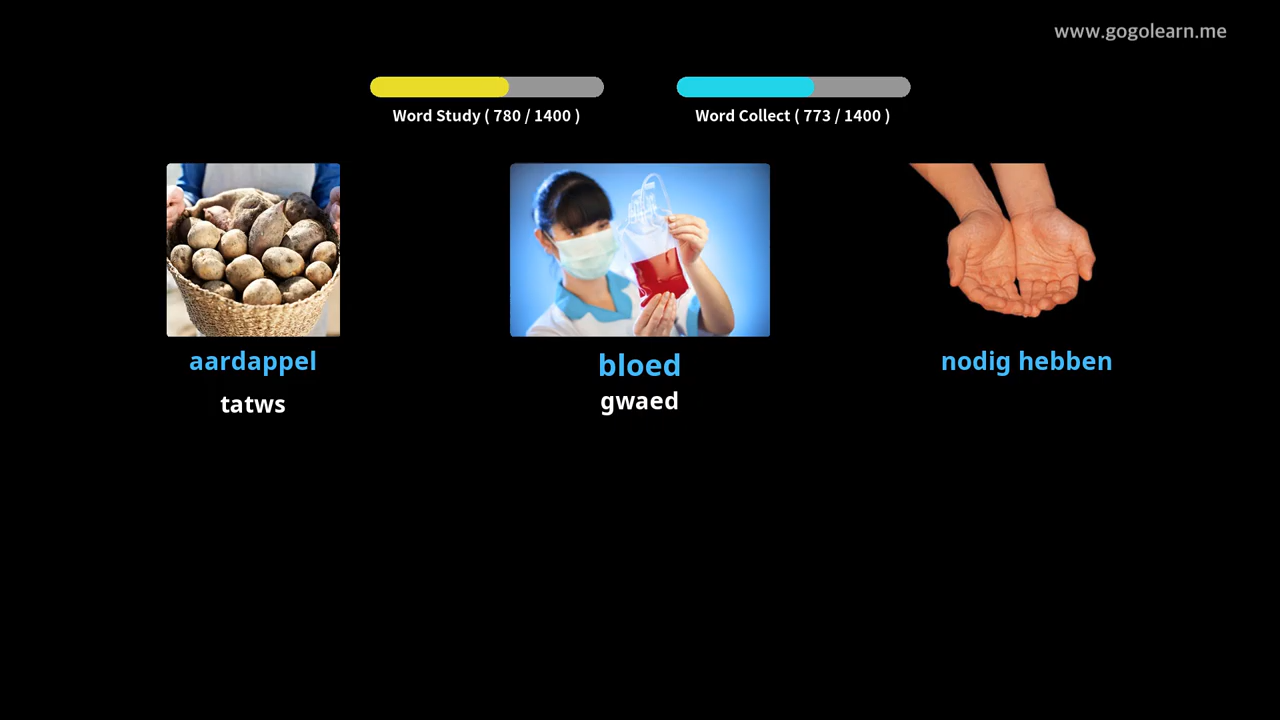 www.gogolearn.me
Word Study ( 780 / 1400 )
Word Collect ( 773 / 1400 )
aardappel
bloed
nodig hebben
tatws
gwaed